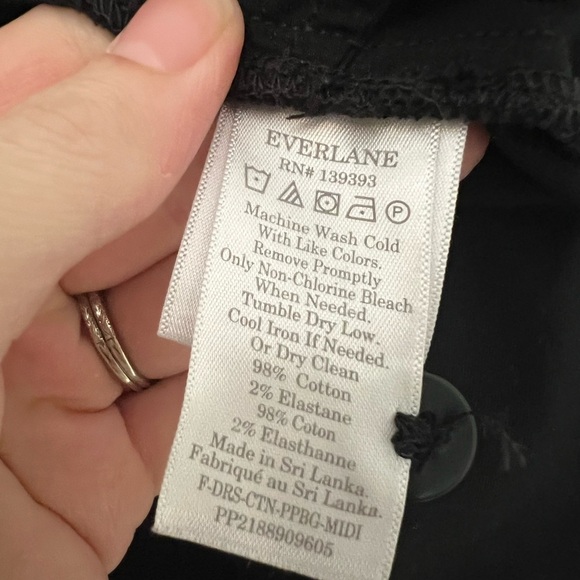 EVERLANE
RN# 139393
P
Machine Wash Cold
With Like Colors.
Remove Promptly
Only Non-Chlorine Bleach
When Needed.
Tumble Dry Low.
Cool Iron If Needed.
Or Dry Clean
98% Cotton
2% Elastane
98% Coton
2% Elasthanne
Made in Sri Lanka.
Fabriqué au Sri Lanka.
F-DRS-CTN-PPBG-MIDI
PP2188909605